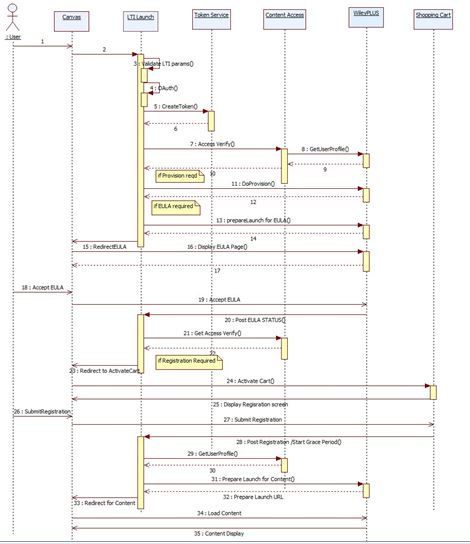 : User
Canvas
LTI Launch
Token Service
Content Access
WileyPLUS
Shopping Cart
1
2
3 : Validate LTI params()
4 : OAuth()
5 : CreateToken()
6
7 : Access Verify()
8 : GetUserProfile()
9
10
if Provision reqd
11 : DoProvision()
12
if EULA required
13 : prepareLaunch for EULA()
14
15 : RedirectEULA
16 : Display EULA Page()
17
18 : Accept EULA
19 : Accept EULA
20 : Post EULA STATUS()
21 : Get Access Verify()
22
if Registration Required
23 : Redirect to ActivateCart
24 : Activate Cart()
25 : Display Regisration screen
26 : SubmitRegistration
27 : Submit Registration
28 : Post Registration /Start Grace Period()
29 : GetUserProfile()
30
31 : Prepare Launch for Content()
32 : Prepare Launch URL
33 : Redirect for Content
34 : Load Content
35 : Content Display